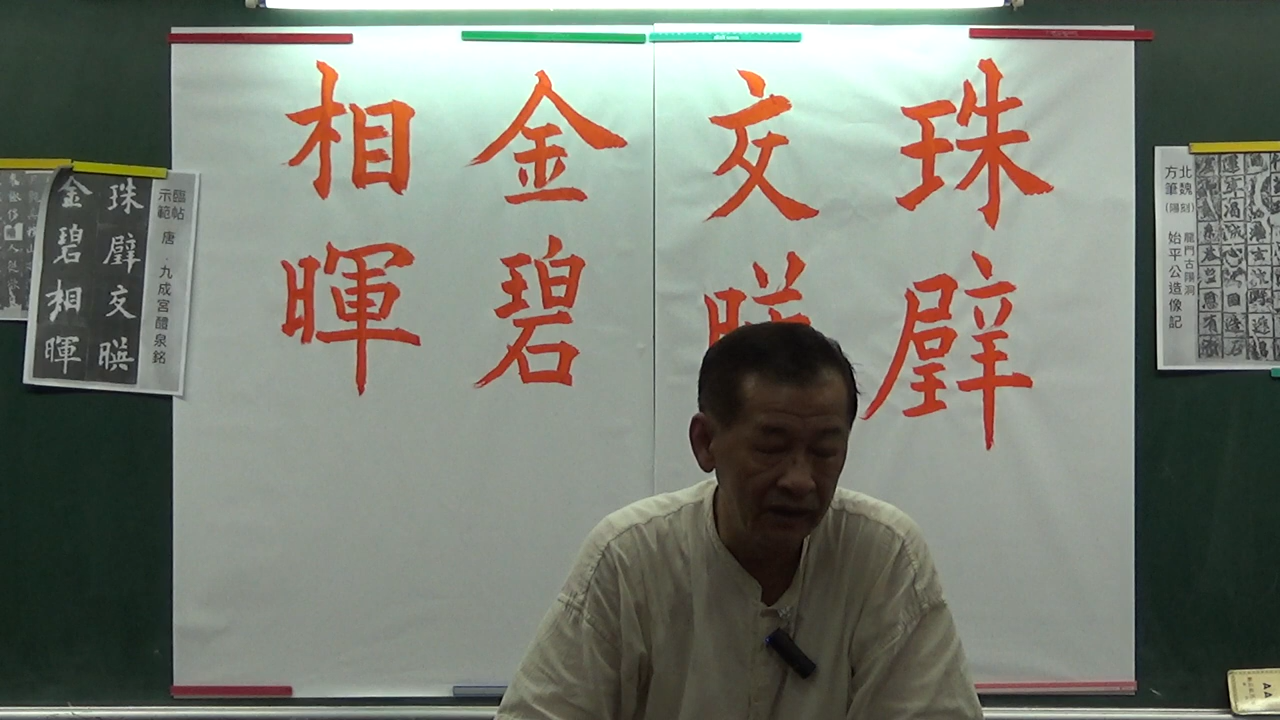 珠璧
交暎
金碧
相暉
臨帖
示範
唐．九成宮醴泉銘
珠璧交暎
金碧相暉
北魏
方筆
(陽刻)
龍門古陽洞
始平公造像記